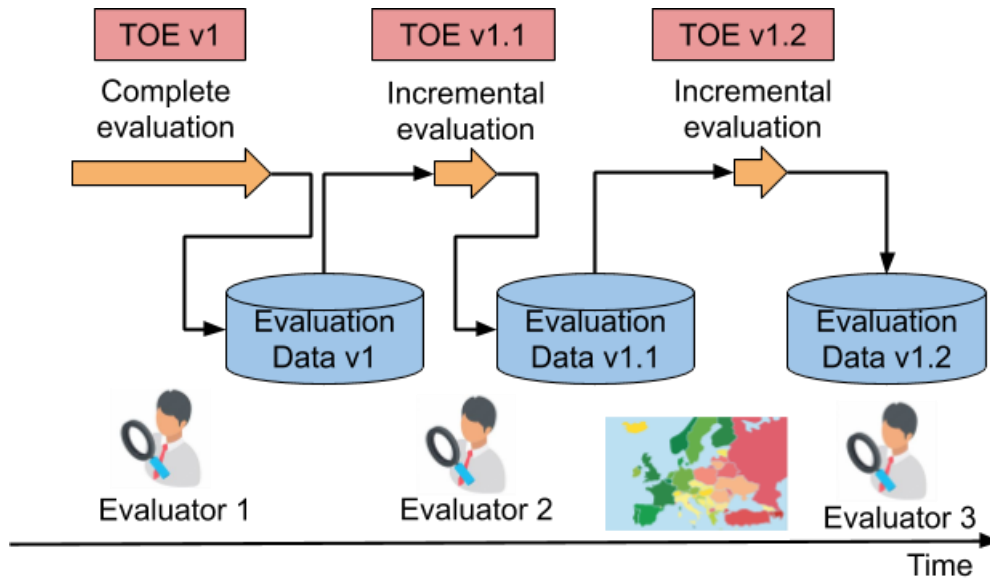 TOE v1
TOE v1.1
TOE v1.2
Complete
evaluation
Incremental
evaluation
Incremental
evaluation
Evaluation
Data v1
Evaluation
Data v1.1
Evaluation
Data v1.2
Evaluator 1
Evaluator 2
Evaluator 3
Time